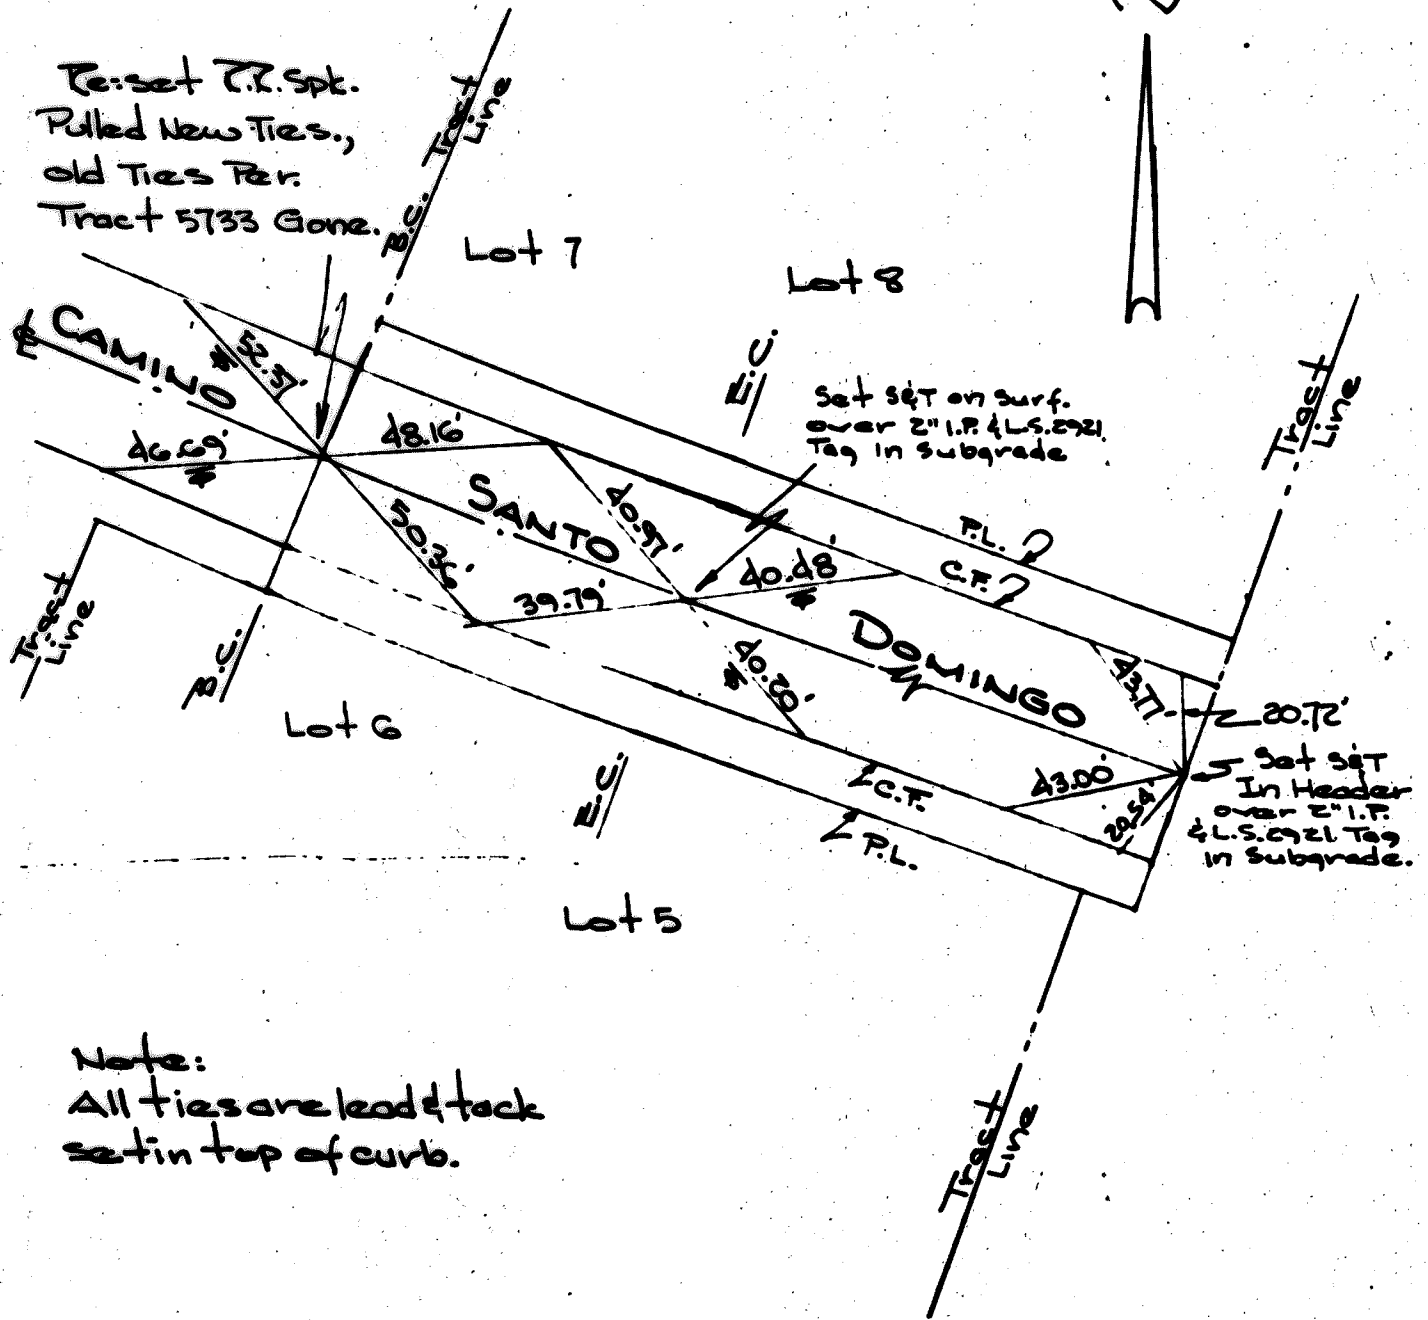 Re-set R.R. Spk.
Pulled New Ties.,
old Ties Per.
Tract 5733 Gone.
Tract
Line
B.C.
Lot 7
Lot 8
℄ CAMINO
52.37'
46.69'
48.16'
E.C.
Set S&T on Surf.
over 2" I.P. & L.S. 2921
Tag in Subgrade
Tract
Line
SANTO
40.97'
50.36'
39.79'
40.48'
P.L.
C.F.
Tract
Line
B.C.
DOMINGO
40.20'
43.77'
20.72'
Lot 6
E.C.
C.F.
P.L.
43.00'
20.54'
Set S&T
In Header
over 2" I.P.
& L.S. 2921 Tag
in Subgrade.
Lot 5
Note:
All ties are lead & tack
set in top of curb.
Tract
Line